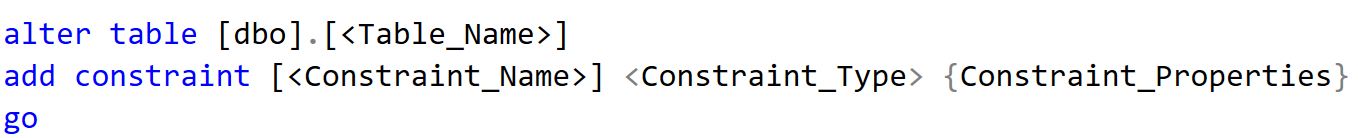 alter table [dbo].[<Table_Name>]
add constraint [<Constraint_Name>] <Constraint_Type> {Constraint_Properties}
go